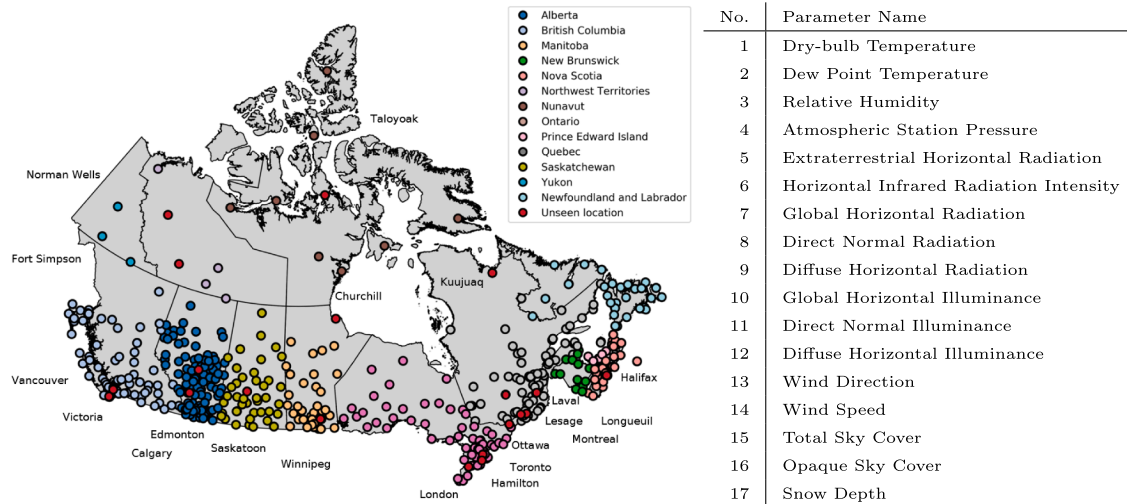 Alberta
British Columbia
Manitoba
New Brunswick
Nova Scotia
Northwest Territories
Nunavut
Ontario
Prince Edward Island
Quebec
Saskatchewan
Yukon
Newfoundland and Labrador
Unseen location
Taloyoak
Norman Wells
Fort Simpson
Kuujuaq
Churchill
Vancouver
Halifax
Laval
Victoria
Lesage
Longueuil
Edmonton
Montreal
Ottawa
Saskatoon
Calgary
Winnipeg
Toronto
Hamilton
London
No. Parameter Name
1 Dry-bulb Temperature
2 Dew Point Temperature
3 Relative Humidity
4 Atmospheric Station Pressure
5 Extraterrestrial Horizontal Radiation
6 Horizontal Infrared Radiation Intensity
7 Global Horizontal Radiation
8 Direct Normal Radiation
9 Diffuse Horizontal Radiation
10 Global Horizontal Illuminance
11 Direct Normal Illuminance
12 Diffuse Horizontal Illuminance
13 Wind Direction
14 Wind Speed
15 Total Sky Cover
16 Opaque Sky Cover
17 Snow Depth